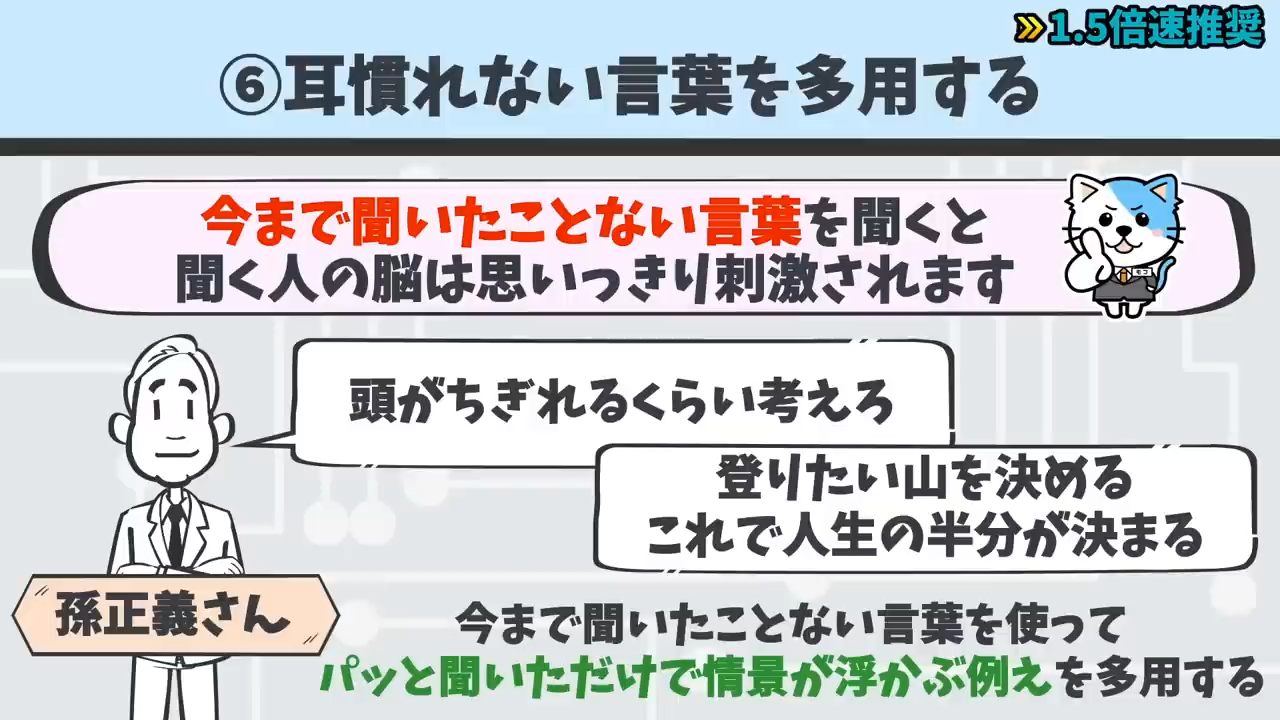 1.5倍速推奨
⑥耳慣れない言葉を多用する
今まで聞いたことない言葉を聞くと
聞く人の脳は思いっきり刺激されます
モコ
頭がちぎれるくらい考えろ
登りたい山を決める
これで人生の半分が決まる
孫正義さん
今まで聞いたことない言葉を使って
パッと聞いただけで情景が浮かぶ例えを多用する